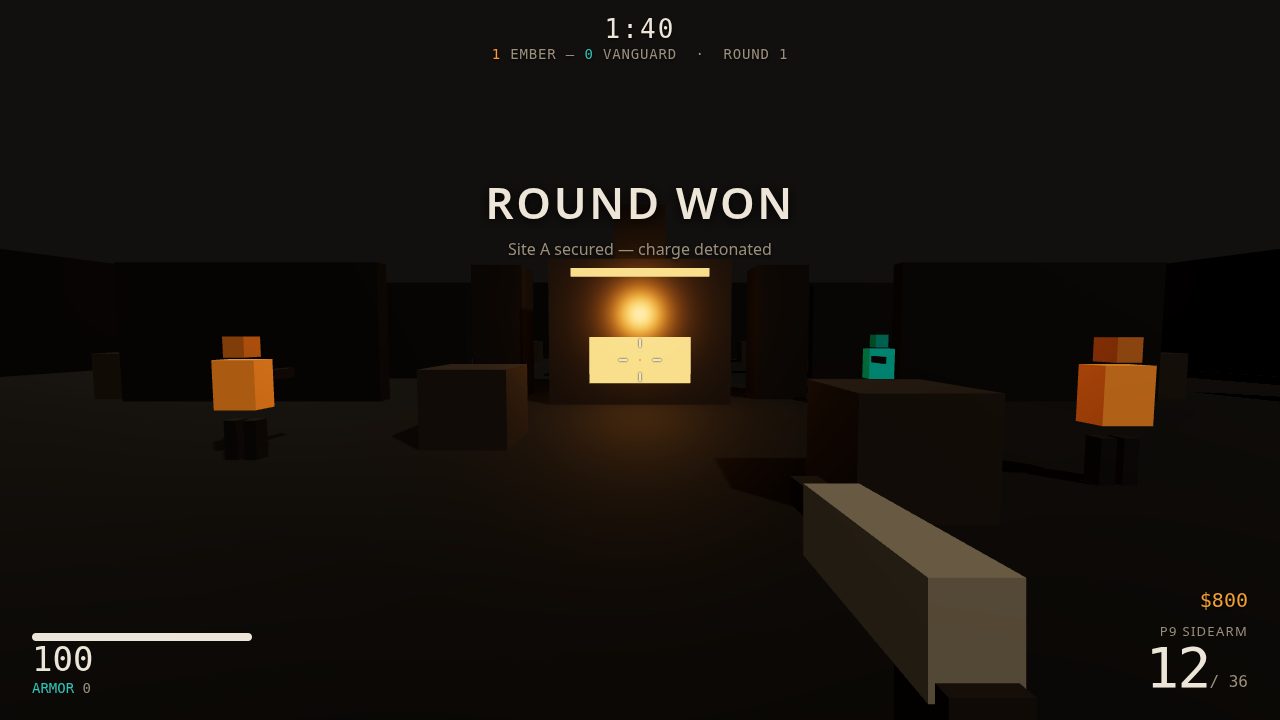 1:40
1 EMBER — 0 VANGUARD · ROUND 1
ROUND WON
Site A secured — charge detonated
$800
P9 SIDEARM
100
12 / 36
ARMOR 0